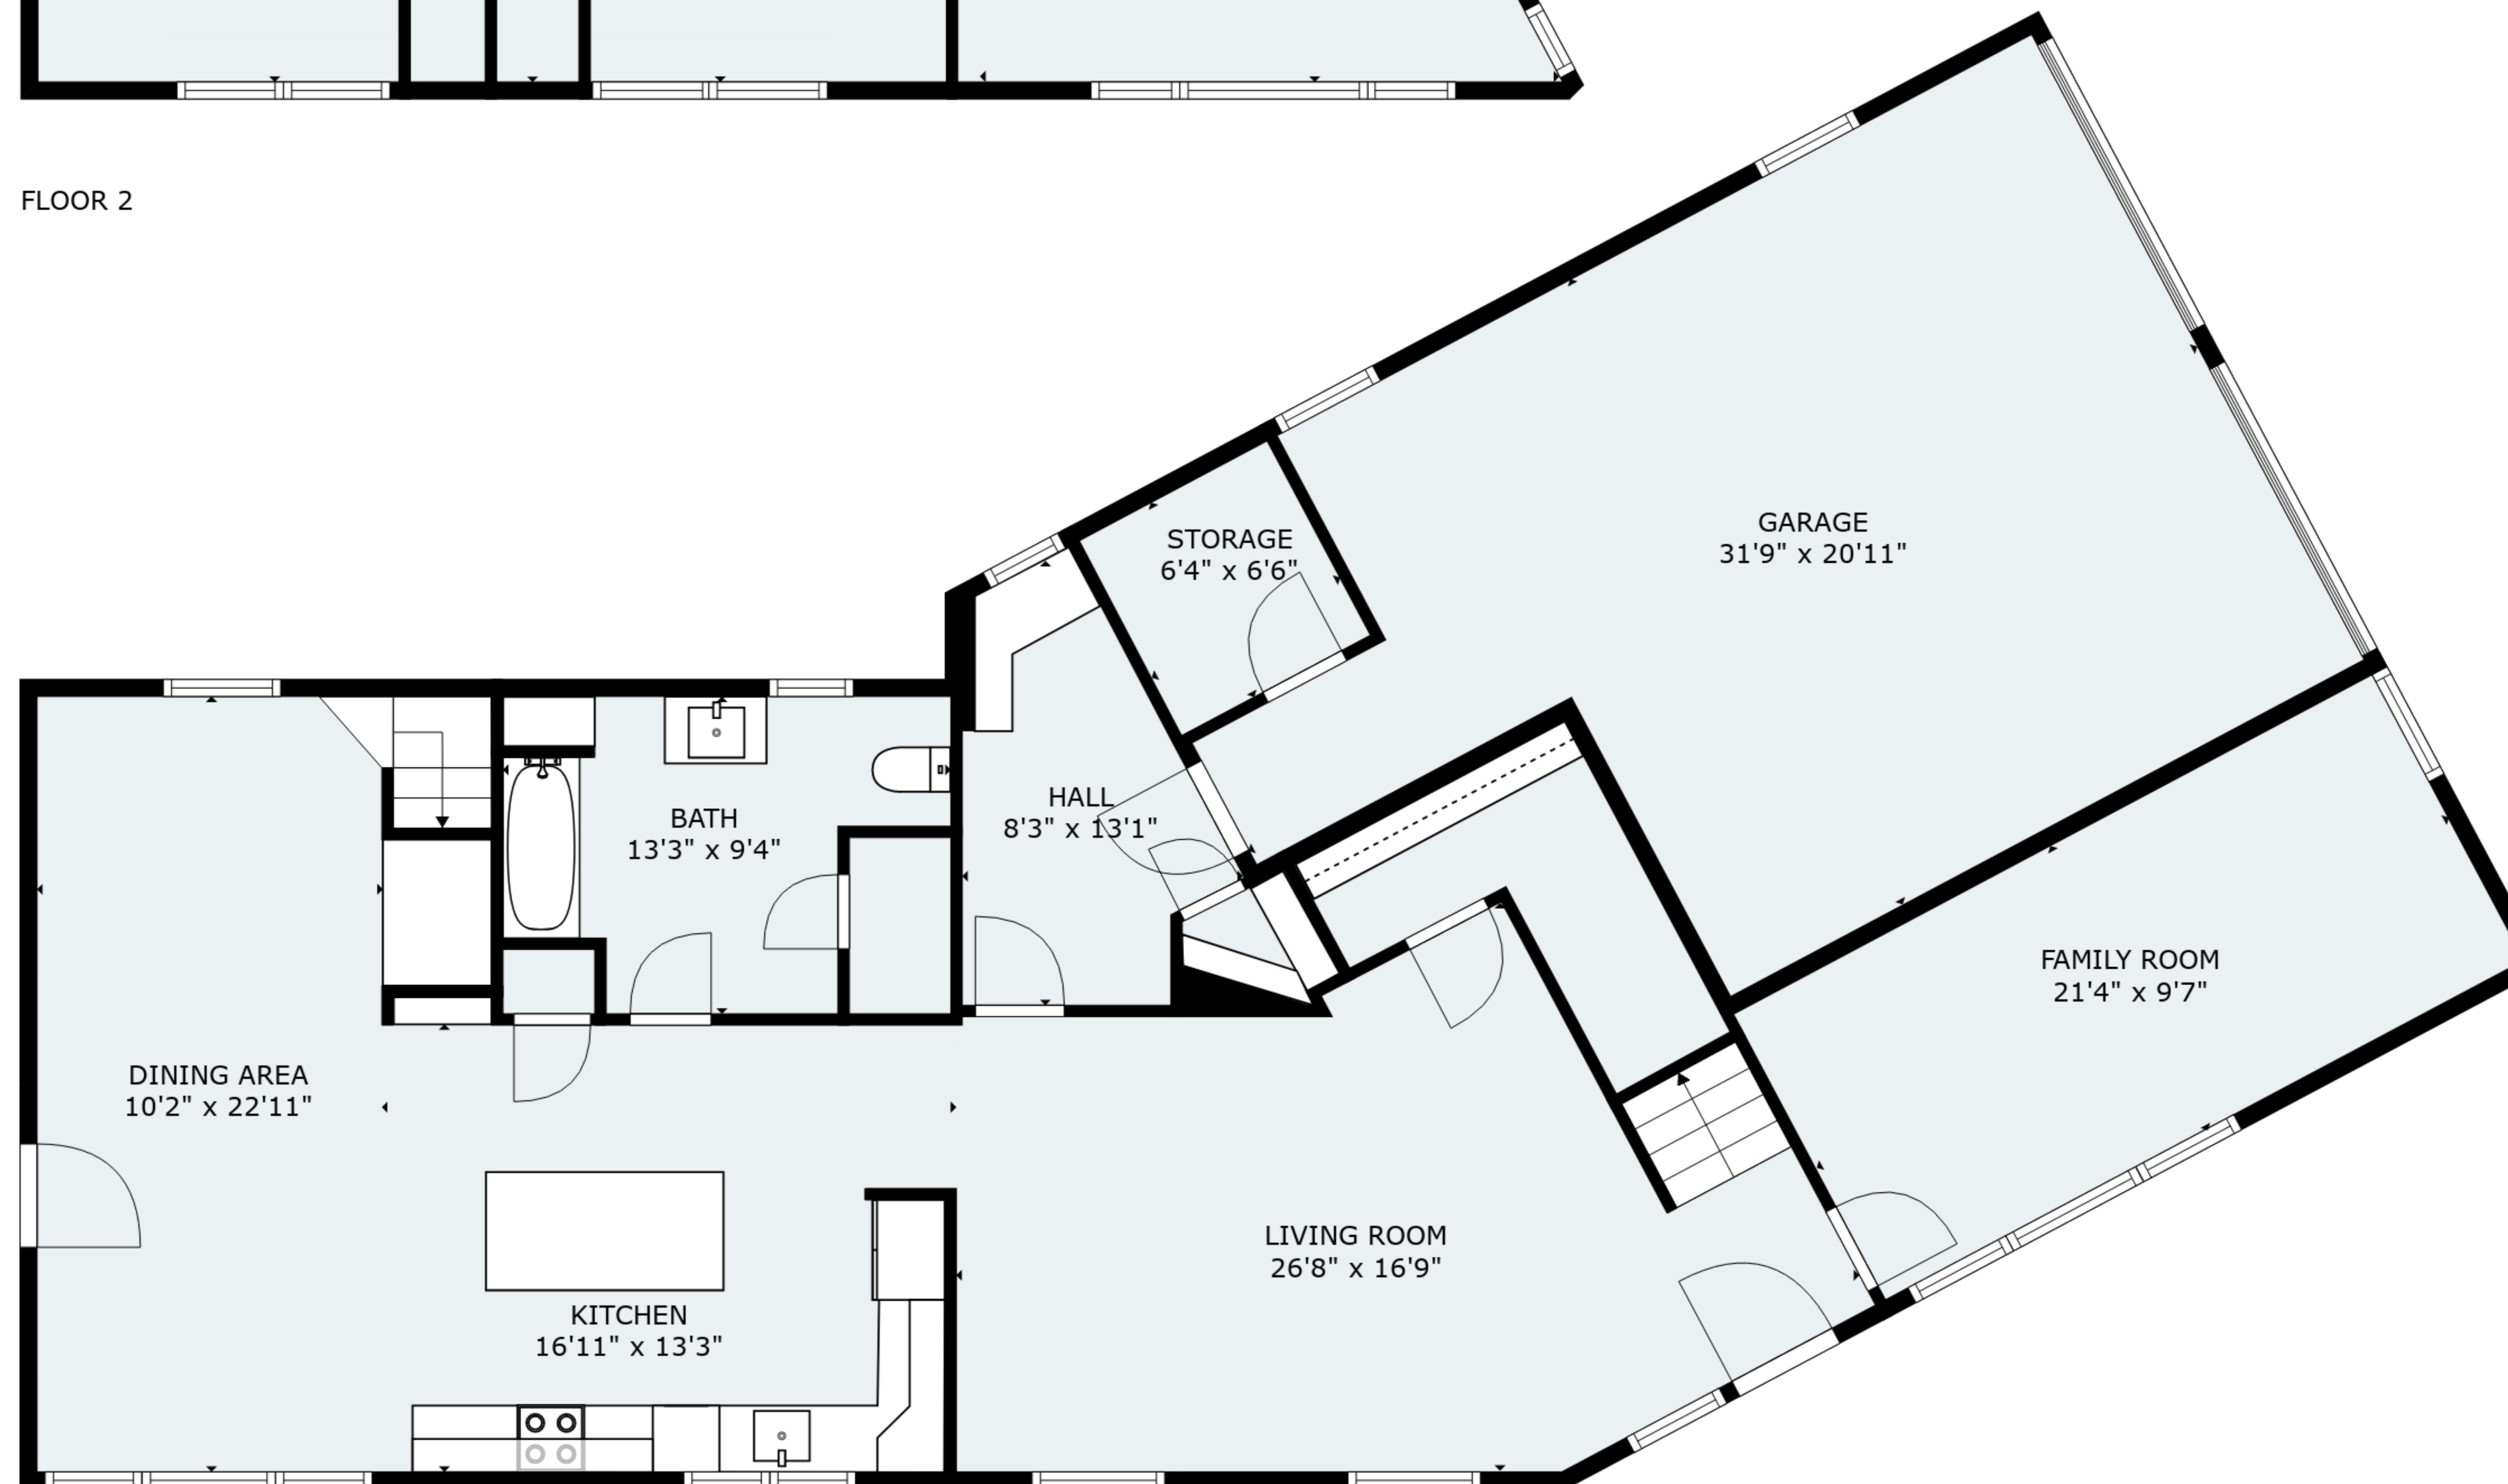 FLOOR 2
GARAGE
31'9" x 20'11"
STORAGE
6'4" x 6'6"
HALL
8'3" x 13'1"
BATH
13'3" x 9'4"
FAMILY ROOM
21'4" x 9'7"
DINING AREA
10'2" x 22'11"
LIVING ROOM
26'8" x 16'9"
KITCHEN
16'11" x 13'3"